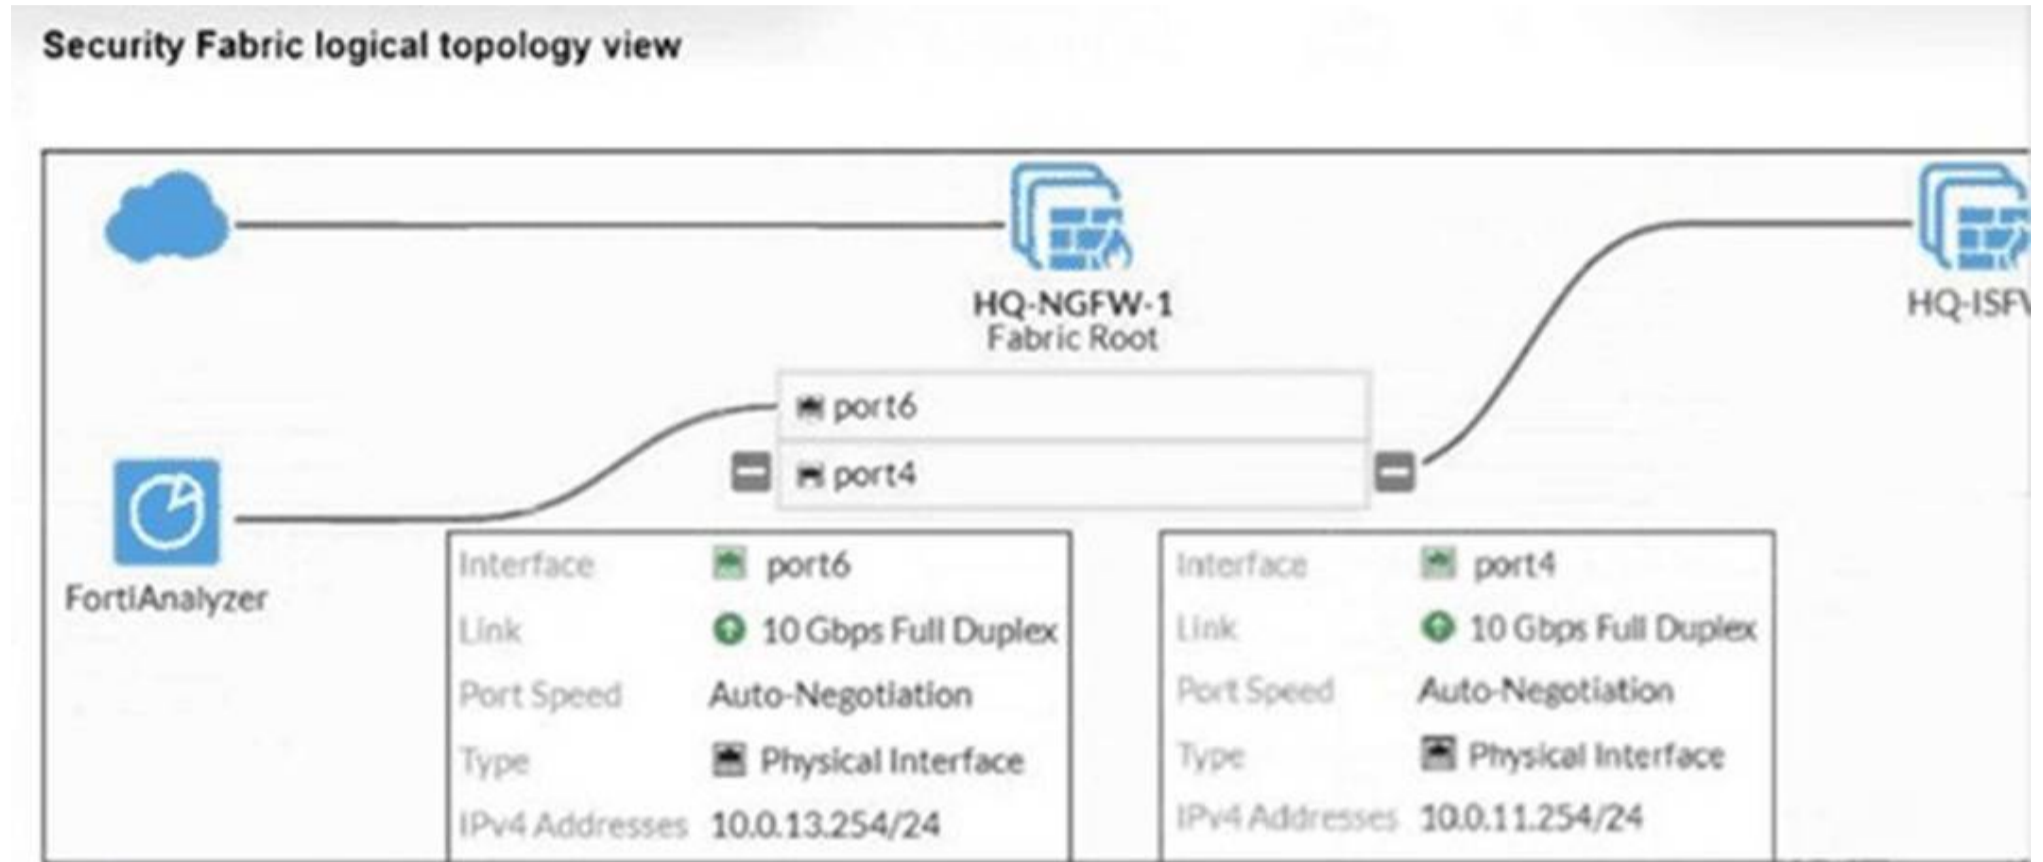 Security Fabric logical topology view
HQ-NGFW-1
Fabric Root
HQ-ISFW
port6
port4
FortiAnalyzer
Interface port6
Link 10 Gbps Full Duplex
Port Speed Auto-Negotiation
Type Physical Interface
IPv4 Addresses 10.0.13.254/24
Interface port4
Link 10 Gbps Full Duplex
Port Speed Auto-Negotiation
Type Physical Interface
IPv4 Addresses 10.0.11.254/24